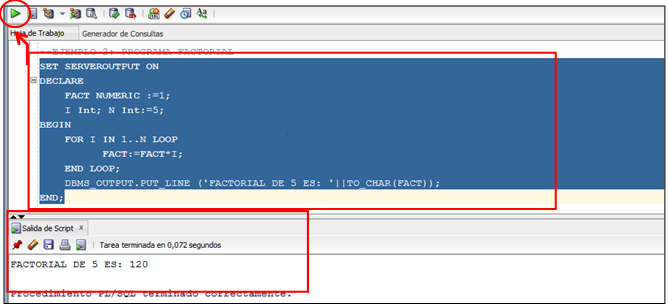 Hoja de Trabajo Generador de Consultas
--EJEMPLO 2: PROGRAMA FACTORIAL
SET SERVEROUTPUT ON
DECLARE
FACT NUMERIC :=1;
I Int; N Int:=5;
BEGIN
FOR I IN 1..N LOOP
FACT:=FACT*I;
END LOOP;
DBMS_OUTPUT.PUT_LINE ('FACTORIAL DE 5 ES: '||TO_CHAR(FACT));
END;
Salida de Script x
Tarea terminada en 0,072 segundos
FACTORIAL DE 5 ES: 120
Procedimiento PL/SQL terminado correctamente.